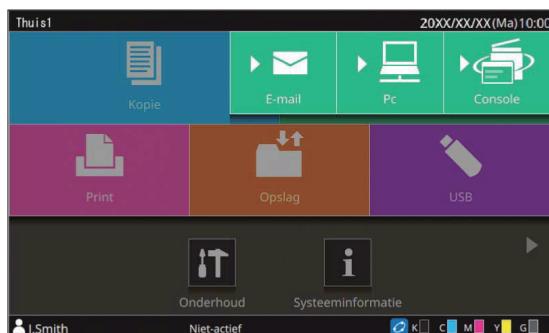 Thuis1 20XX/XX/XX(Ma)10:00
Kopie E-mail Pc Console
Print Opslag USB
Onderhoud Systeeminformatie
J.Smith Niet-actief K C M Y G